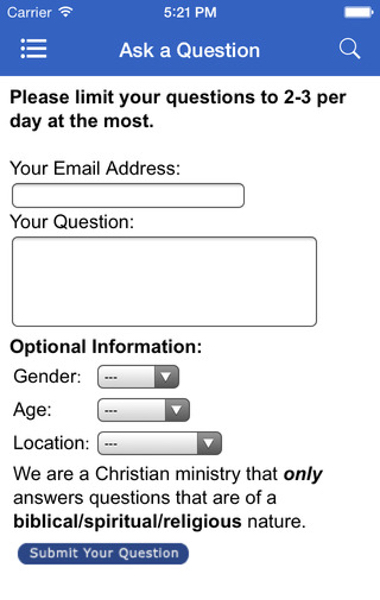 Carrier 5:21 PM
Ask a Question
Please limit your questions to 2-3 per
day at the most.
Your Email Address:
Your Question:
Optional Information:
Gender: ---
Age: ---
Location: ---
We are a Christian ministry that only
answers questions that are of a
biblical/spiritual/religious nature.
Submit Your Question